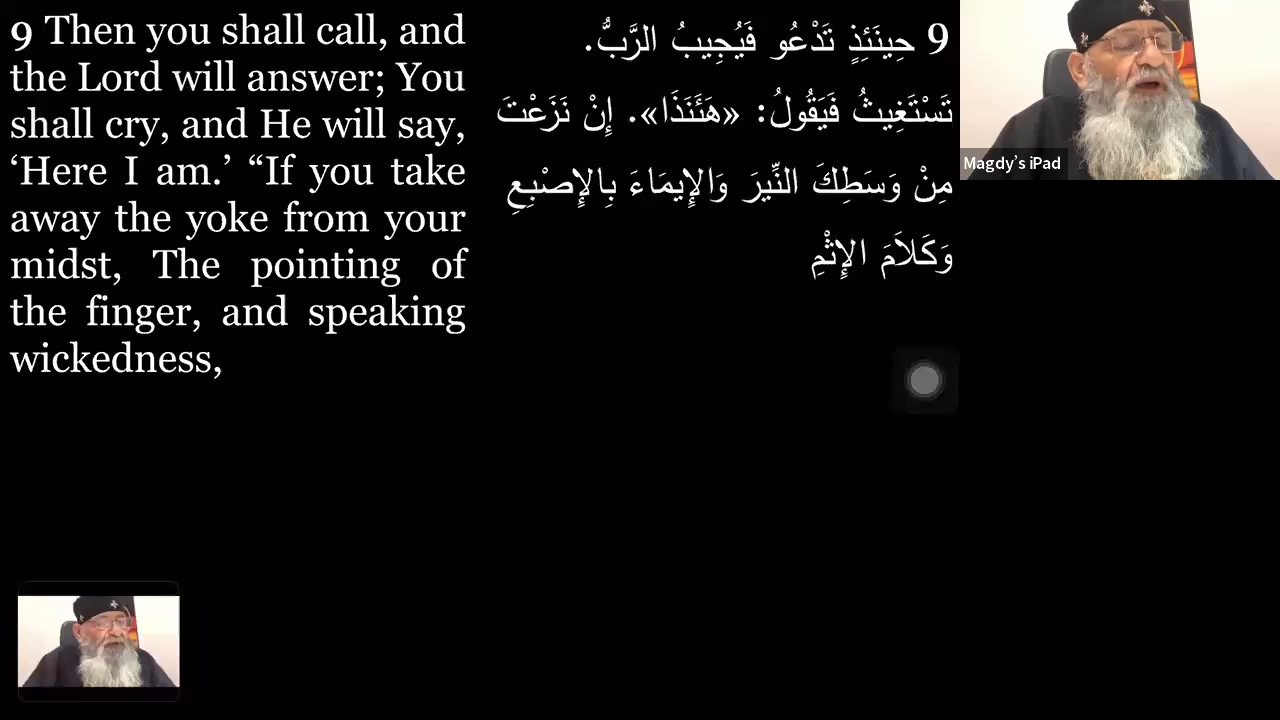 9 Then you shall call, and
the Lord will answer; You
shall cry, and He will say,
‘Here I am.’ “If you take
away the yoke from your
midst, The pointing of
the finger, and speaking
wickedness,
9 حِينَئِذٍ تَدْعُو فَيُجِيبُ الرَّبُّ.
تَسْتَغِيثُ فَيَقُولُ: «هَأَنَذَا». إِنْ نَزَعْتَ
مِنْ وَسَطِكَ النِّيرَ وَالإِيمَاءَ بِالإِصْبِعِ
وَكَلاَمَ الإِثْمِ
Magdy’s iPad